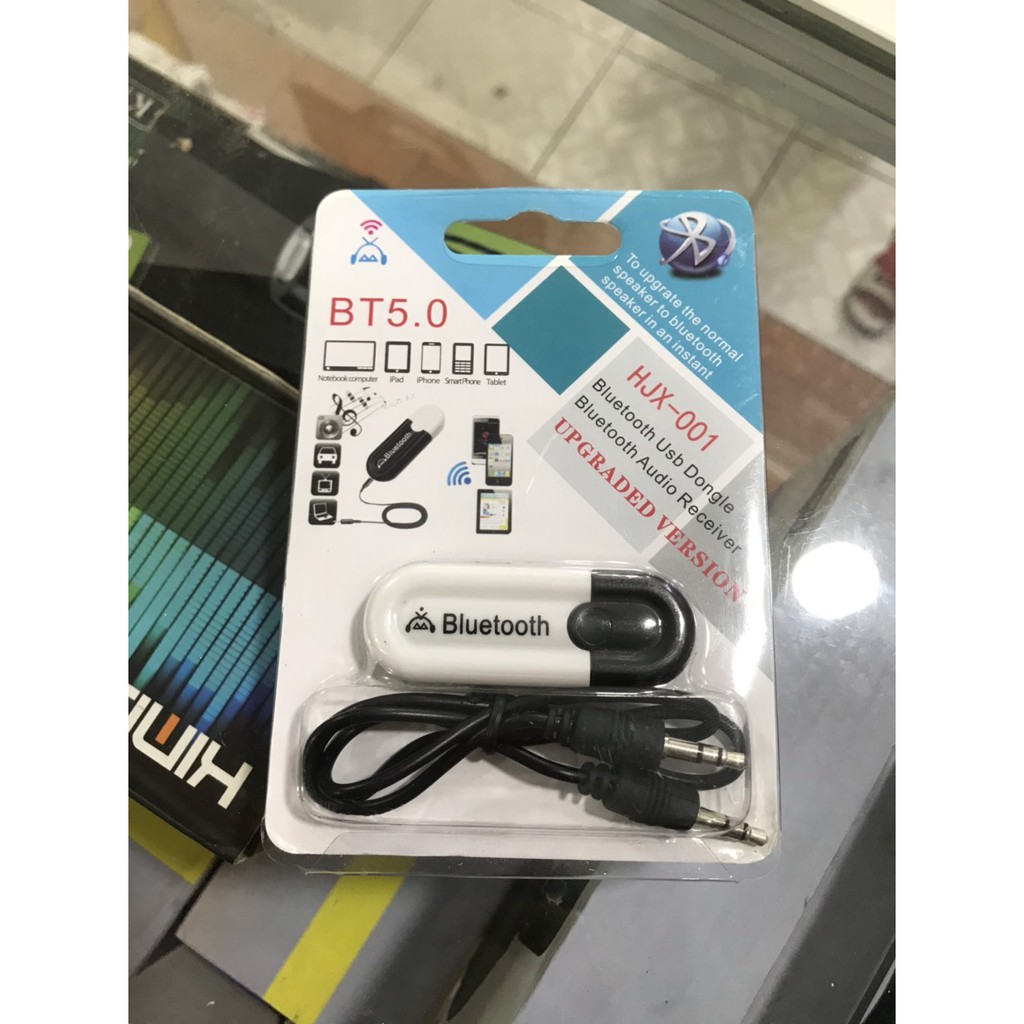 BT5.0
Notebook computer iPad iPhone SmartPhone Tablet
Bluetooth
To upgrate the normal
speaker to bluetooth
speaker in an instant
HJX-001
Bluetooth Usb Dongle
Bluetooth Audio Receiver
UPGRADED VERSION
Bluetooth